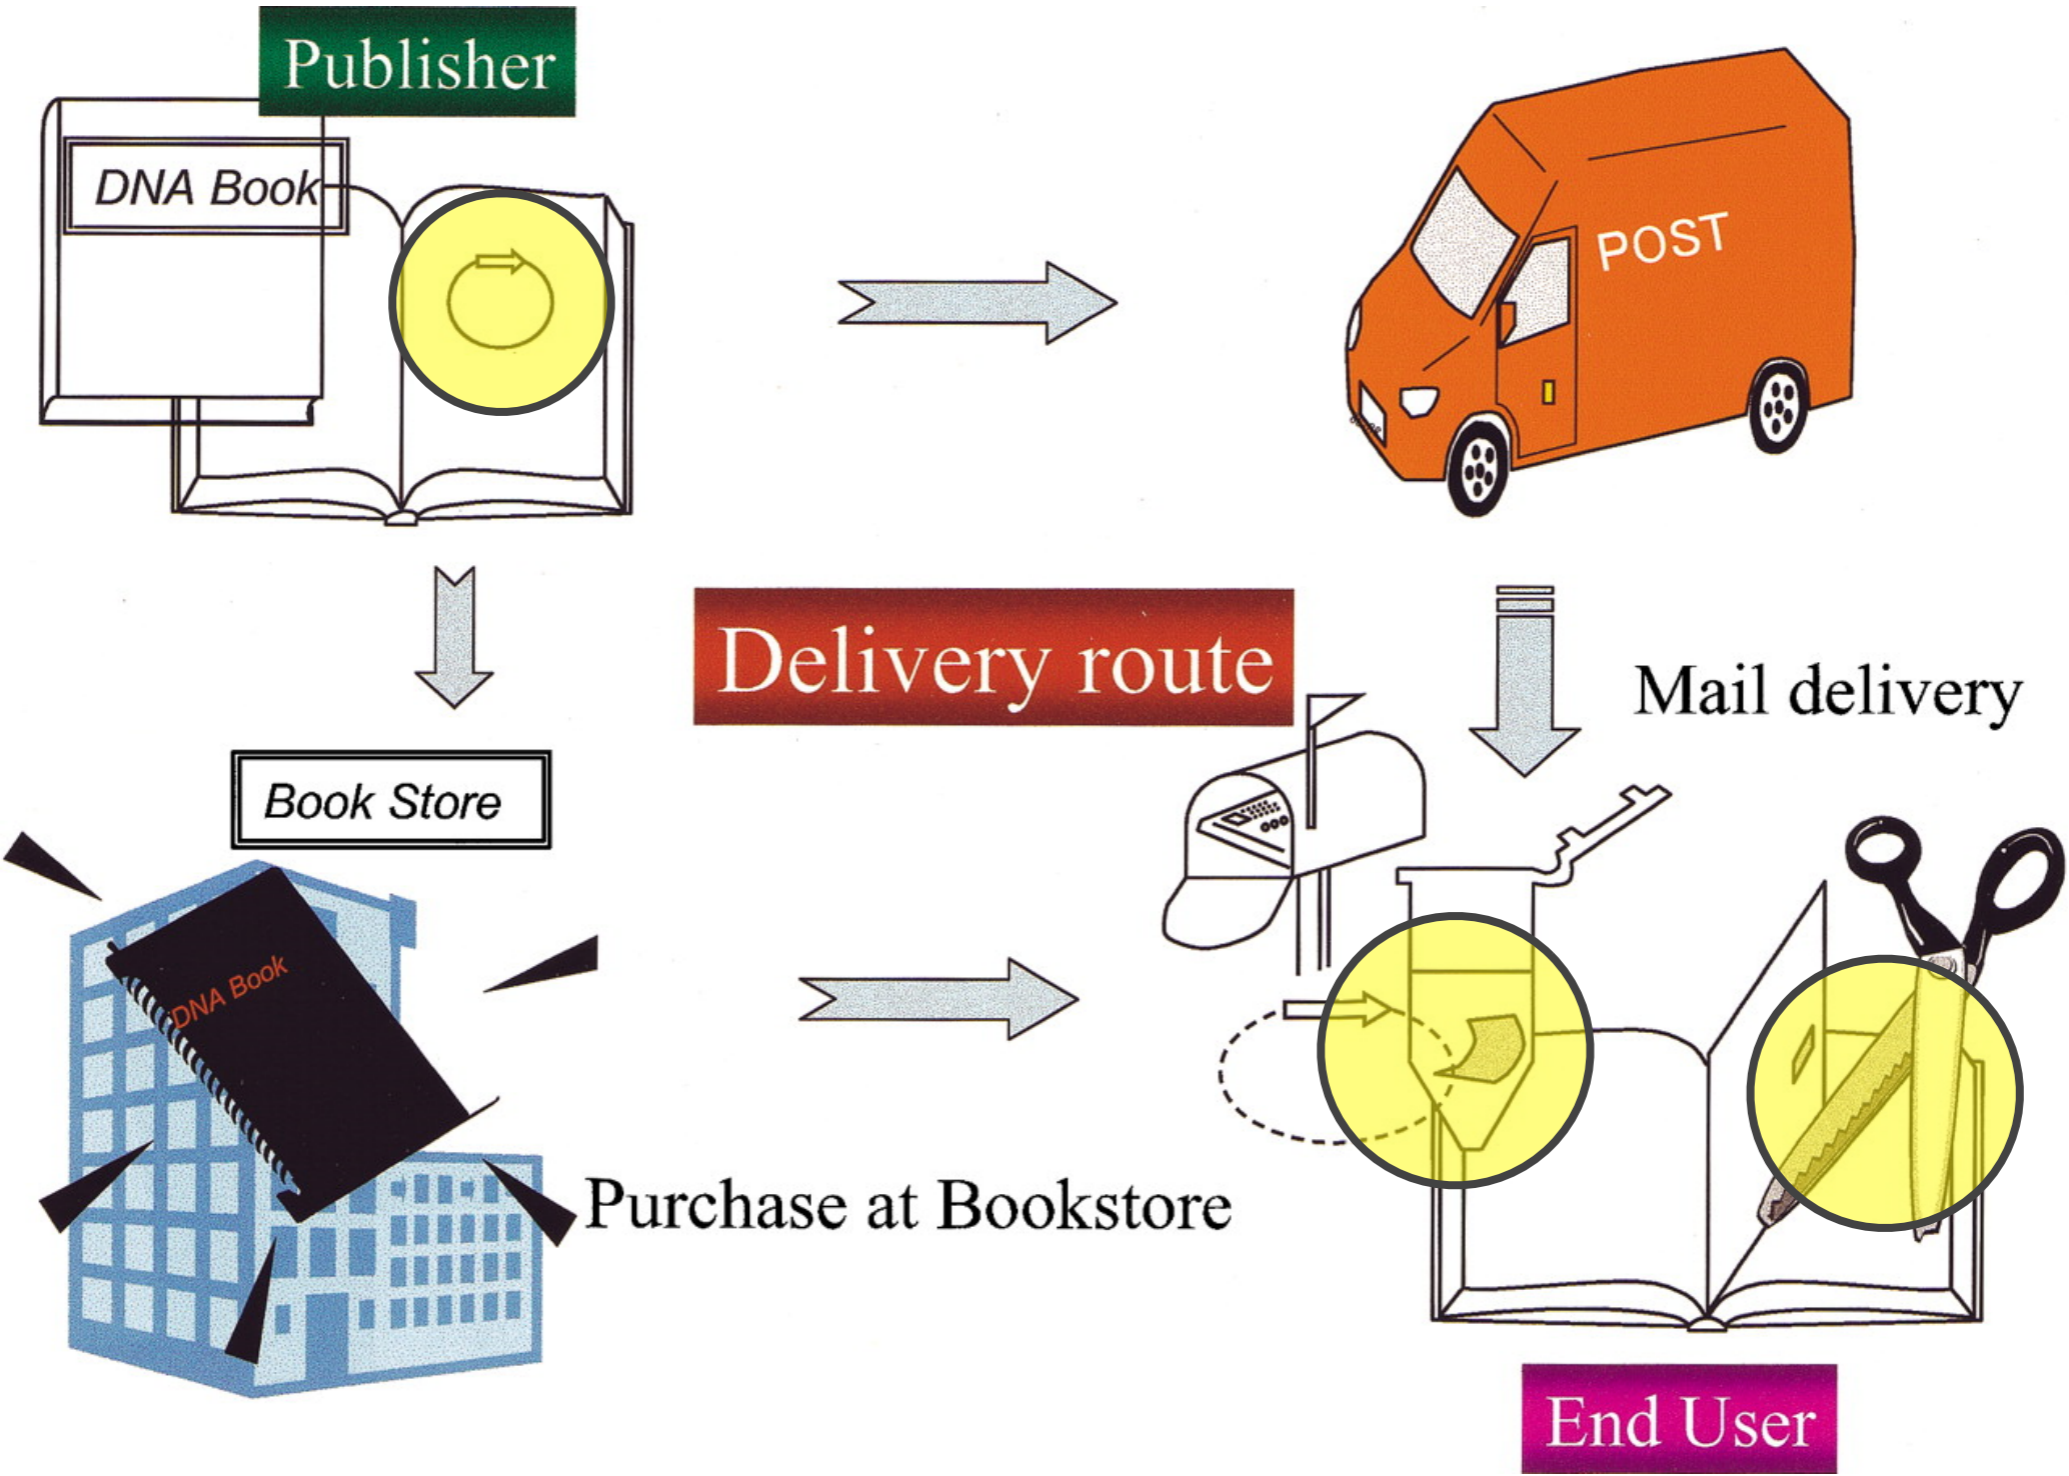 Publisher
DNA Book
POST
Delivery route
Mail delivery
Book Store
DNA Book
Purchase at Bookstore
End User